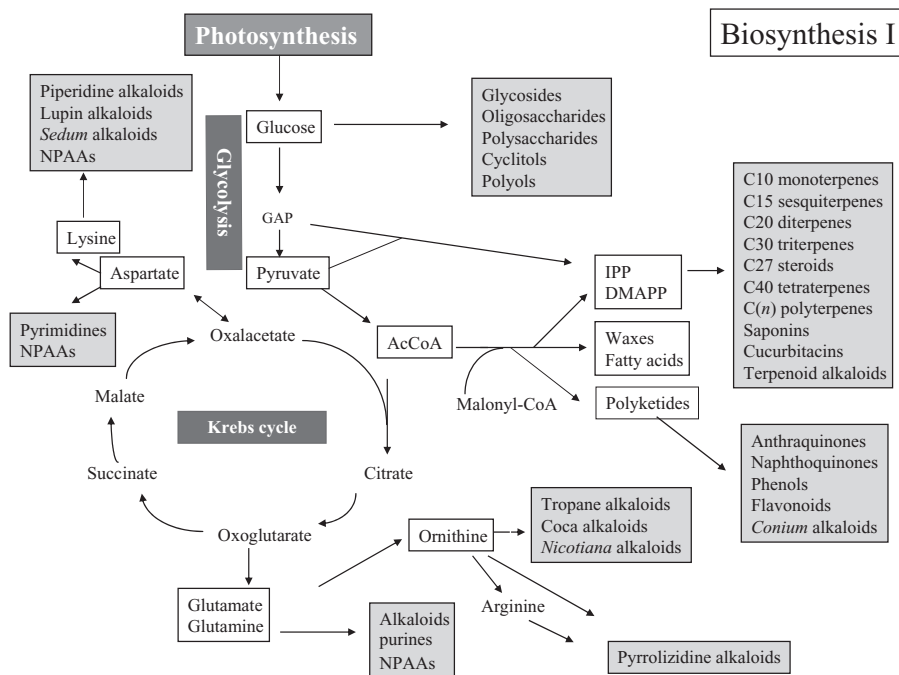 Photosynthesis
Biosynthesis I
Piperidine alkaloids
Lupin alkaloids
Sedum alkaloids
NPAAs
Glycolysis
Glucose
Glycosides
Oligosaccharides
Polysaccharides
Cyclitols
Polyols
C10 monoterpenes
C15 sesquiterpenes
C20 diterpenes
C30 triterpenes
C27 steroids
C40 tetraterpenes
C(n) polyterpenes
Saponins
Cucurbitacins
Terpenoid alkaloids
GAP
Lysine
Aspartate
Pyruvate
IPP
DMAPP
Pyrimidines
NPAAs
Oxalacetate
AcCoA
Waxes
Fatty acids
Malate
Malonyl-CoA
Polyketides
Krebs cycle
Anthraquinones
Naphthoquinones
Phenols
Flavonoids
Conium alkaloids
Succinate
Citrate
Oxoglutarate
Ornithine
Tropane alkaloids
Coca alkaloids
Nicotiana alkaloids
Glutamate
Glutamine
Arginine
Alkaloids
purines
NPAAs
Pyrrolizidine alkaloids